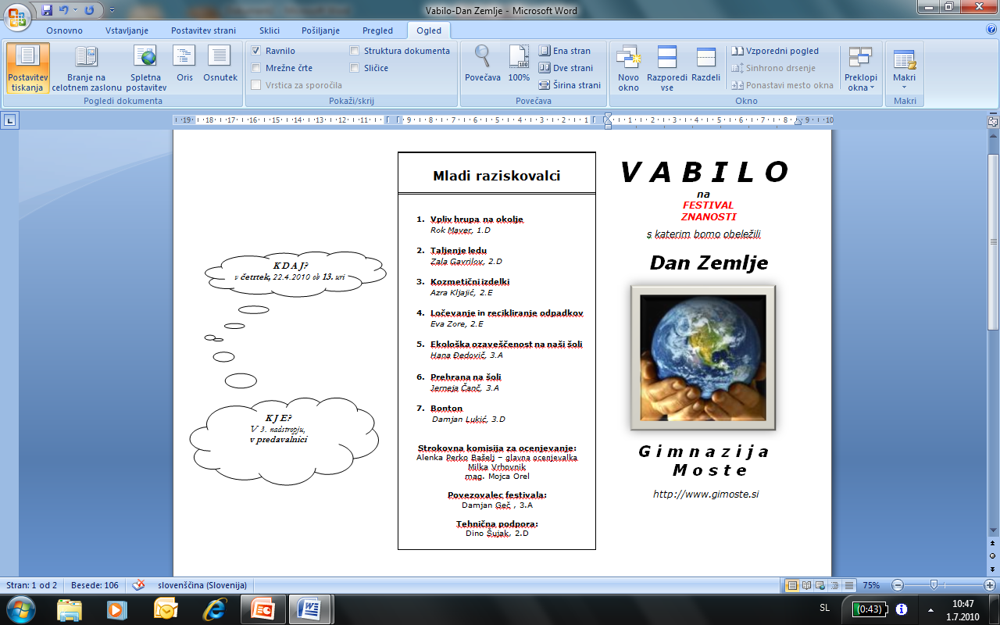 Vabilo-Dan Zemlje - Microsoft Word
Osnovno Vstavljanje Postavitev strani Sklici Pošiljanje Pregled Ogled
Postavitev tiskanja
Branje na celotnem zaslonu
Spletna postavitev
Oris
Osnutek
Pogledi dokumenta
Ravnilo
Mrežne črte
Vrstica za sporočila
Struktura dokumenta
Sličice
Pokaži/skrij
Povečava
100%
Ena stran
Dve strani
Širina strani
Povečava
Novo okno
Razporedi vse
Razdeli
Vzporedni pogled
Sinhrono drsenje
Ponastavi mesto okna
Preklopi okna
Okno
Makri
Makri
19 18 17 16 15 14 13 12 11 9 8 7 6 5 4 3 2 1 1 2 3 4 5 6 7 8 9 10
K D A J?
v četrtek, 22.4.2010 ob 13. uri
K J E?
V 3. nadstropju,
v predavalnici
Mladi raziskovalci
1. Vpliv hrupa na okolje
Rok Maver, 1.D
2. Taljenje ledu
Zala Gavrilov, 2.D
3. Kozmetični izdelki
Azra Kljajić, 2.E
4. Ločevanje in recikliranje odpadkov
Eva Zore, 2.E
5. Ekološka ozaveščenost na naši šoli
Hana Đedovič, 3.A
6. Prehrana na šoli
Jerneja Čanč, 3.A
7. Bonton
Damjan Lukić, 3.D
Strokovna komisija za ocenjevanje:
Alenka Perko Bašelj – glavna ocenjevalka
Milka Vrhovnik
mag. Mojca Orel
Povezovalec festivala:
Damjan Geč , 3.A
Tehnična podpora:
Dino Šujak, 2.D
V A B I L O
na
FESTIVAL
ZNANOSTI
s katerim bomo obeležili
Dan Zemlje
G i m n a z i j a
M o s t e
http://www.gimoste.si
Stran: 1 od 2 Besede: 106 slovenščina (Slovenija) 75%
SL (0:43) 10:47
1.7.2010